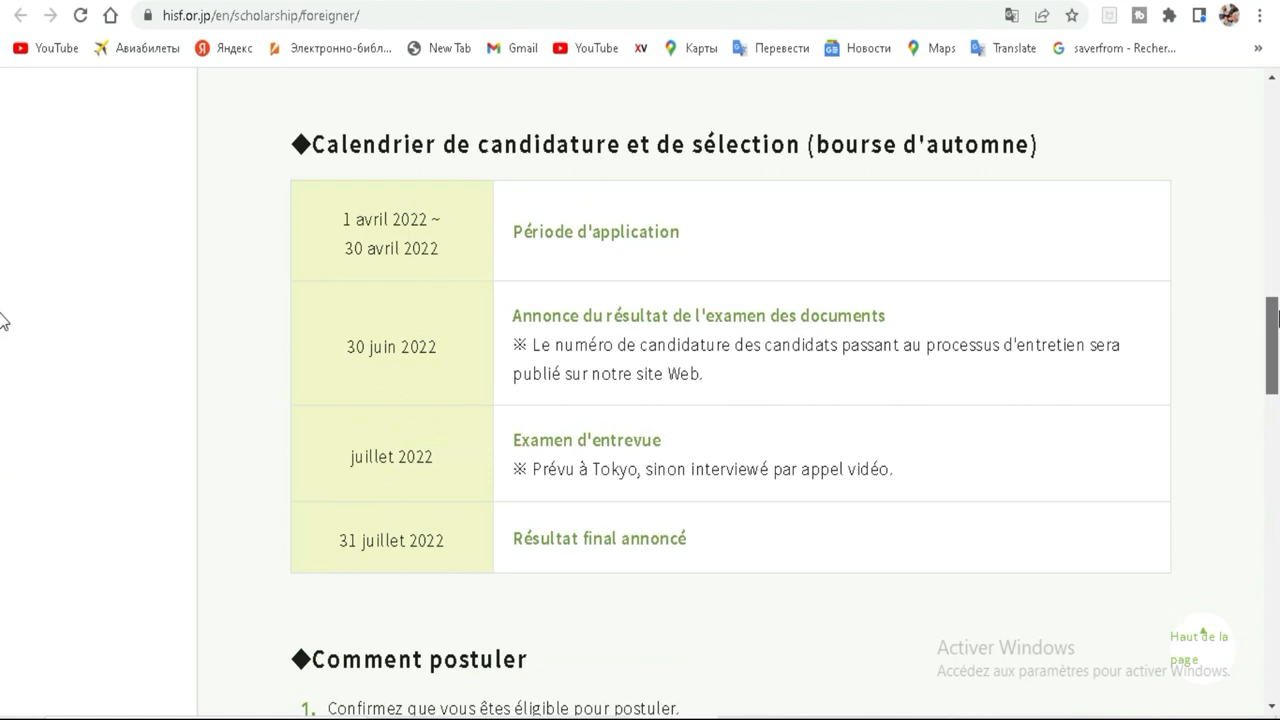 hisf.or.jp/en/scholarship/foreigner/
YouTube Авиабилеты Яндекс Электронно-библ... New Tab Gmail YouTube XV Карты Перевести Новости Maps Translate saverfrom - Recher... »
◆Calendrier de candidature et de sélection (bourse d'automne)
1 avril 2022 ~
30 avril 2022
Période d'application
30 juin 2022
Annonce du résultat de l'examen des documents
※ Le numéro de candidature des candidats passant au processus d'entretien sera
publié sur notre site Web.
juillet 2022
Examen d'entrevue
※ Prévu à Tokyo, sinon interviewé par appel vidéo.
31 juillet 2022
Résultat final annoncé
Haut de la
page
Activer Windows
Accédez aux paramètres pour activer Windows.
◆Comment postuler
1. Confirmez que vous êtes éligible pour postuler.